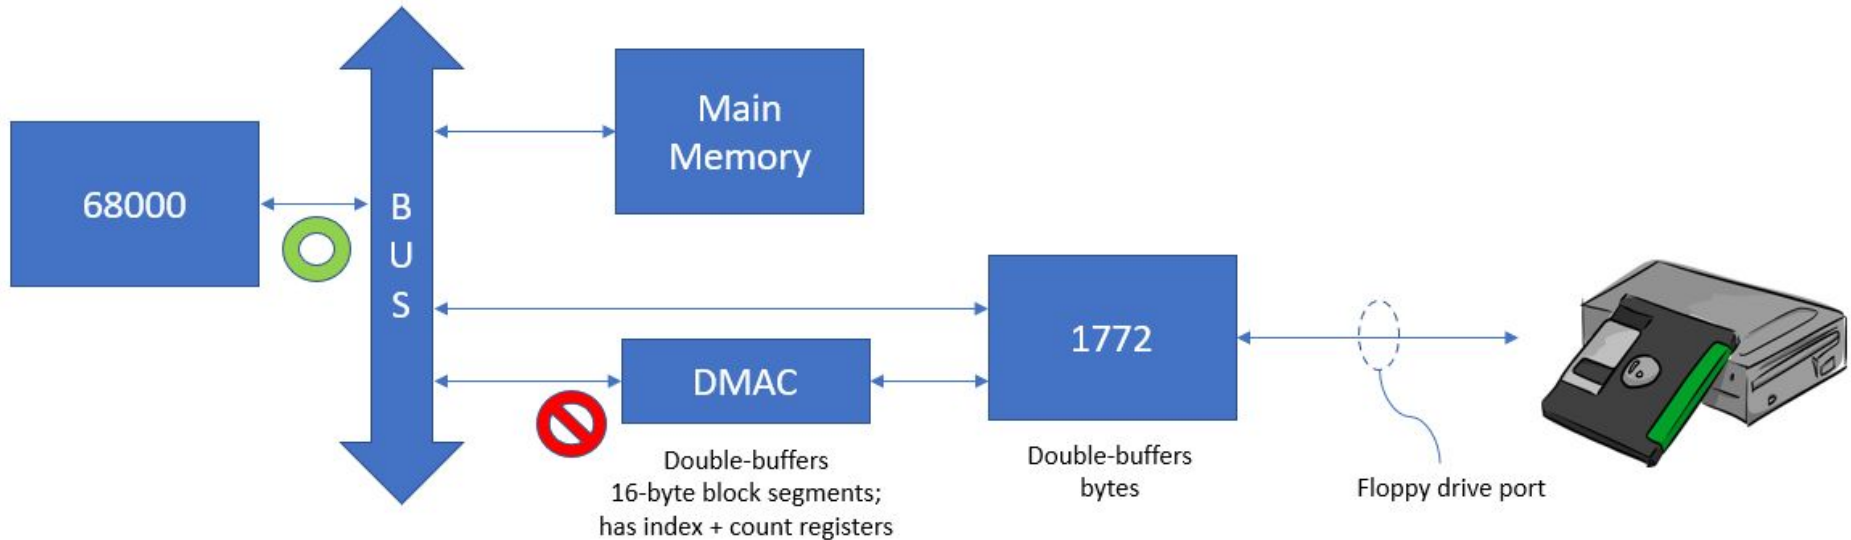 68000
B
U
S
Main
Memory
DMAC
Double-buffers
16-byte block segments;
has index + count registers
1772
Double-buffers
bytes
Floppy drive port